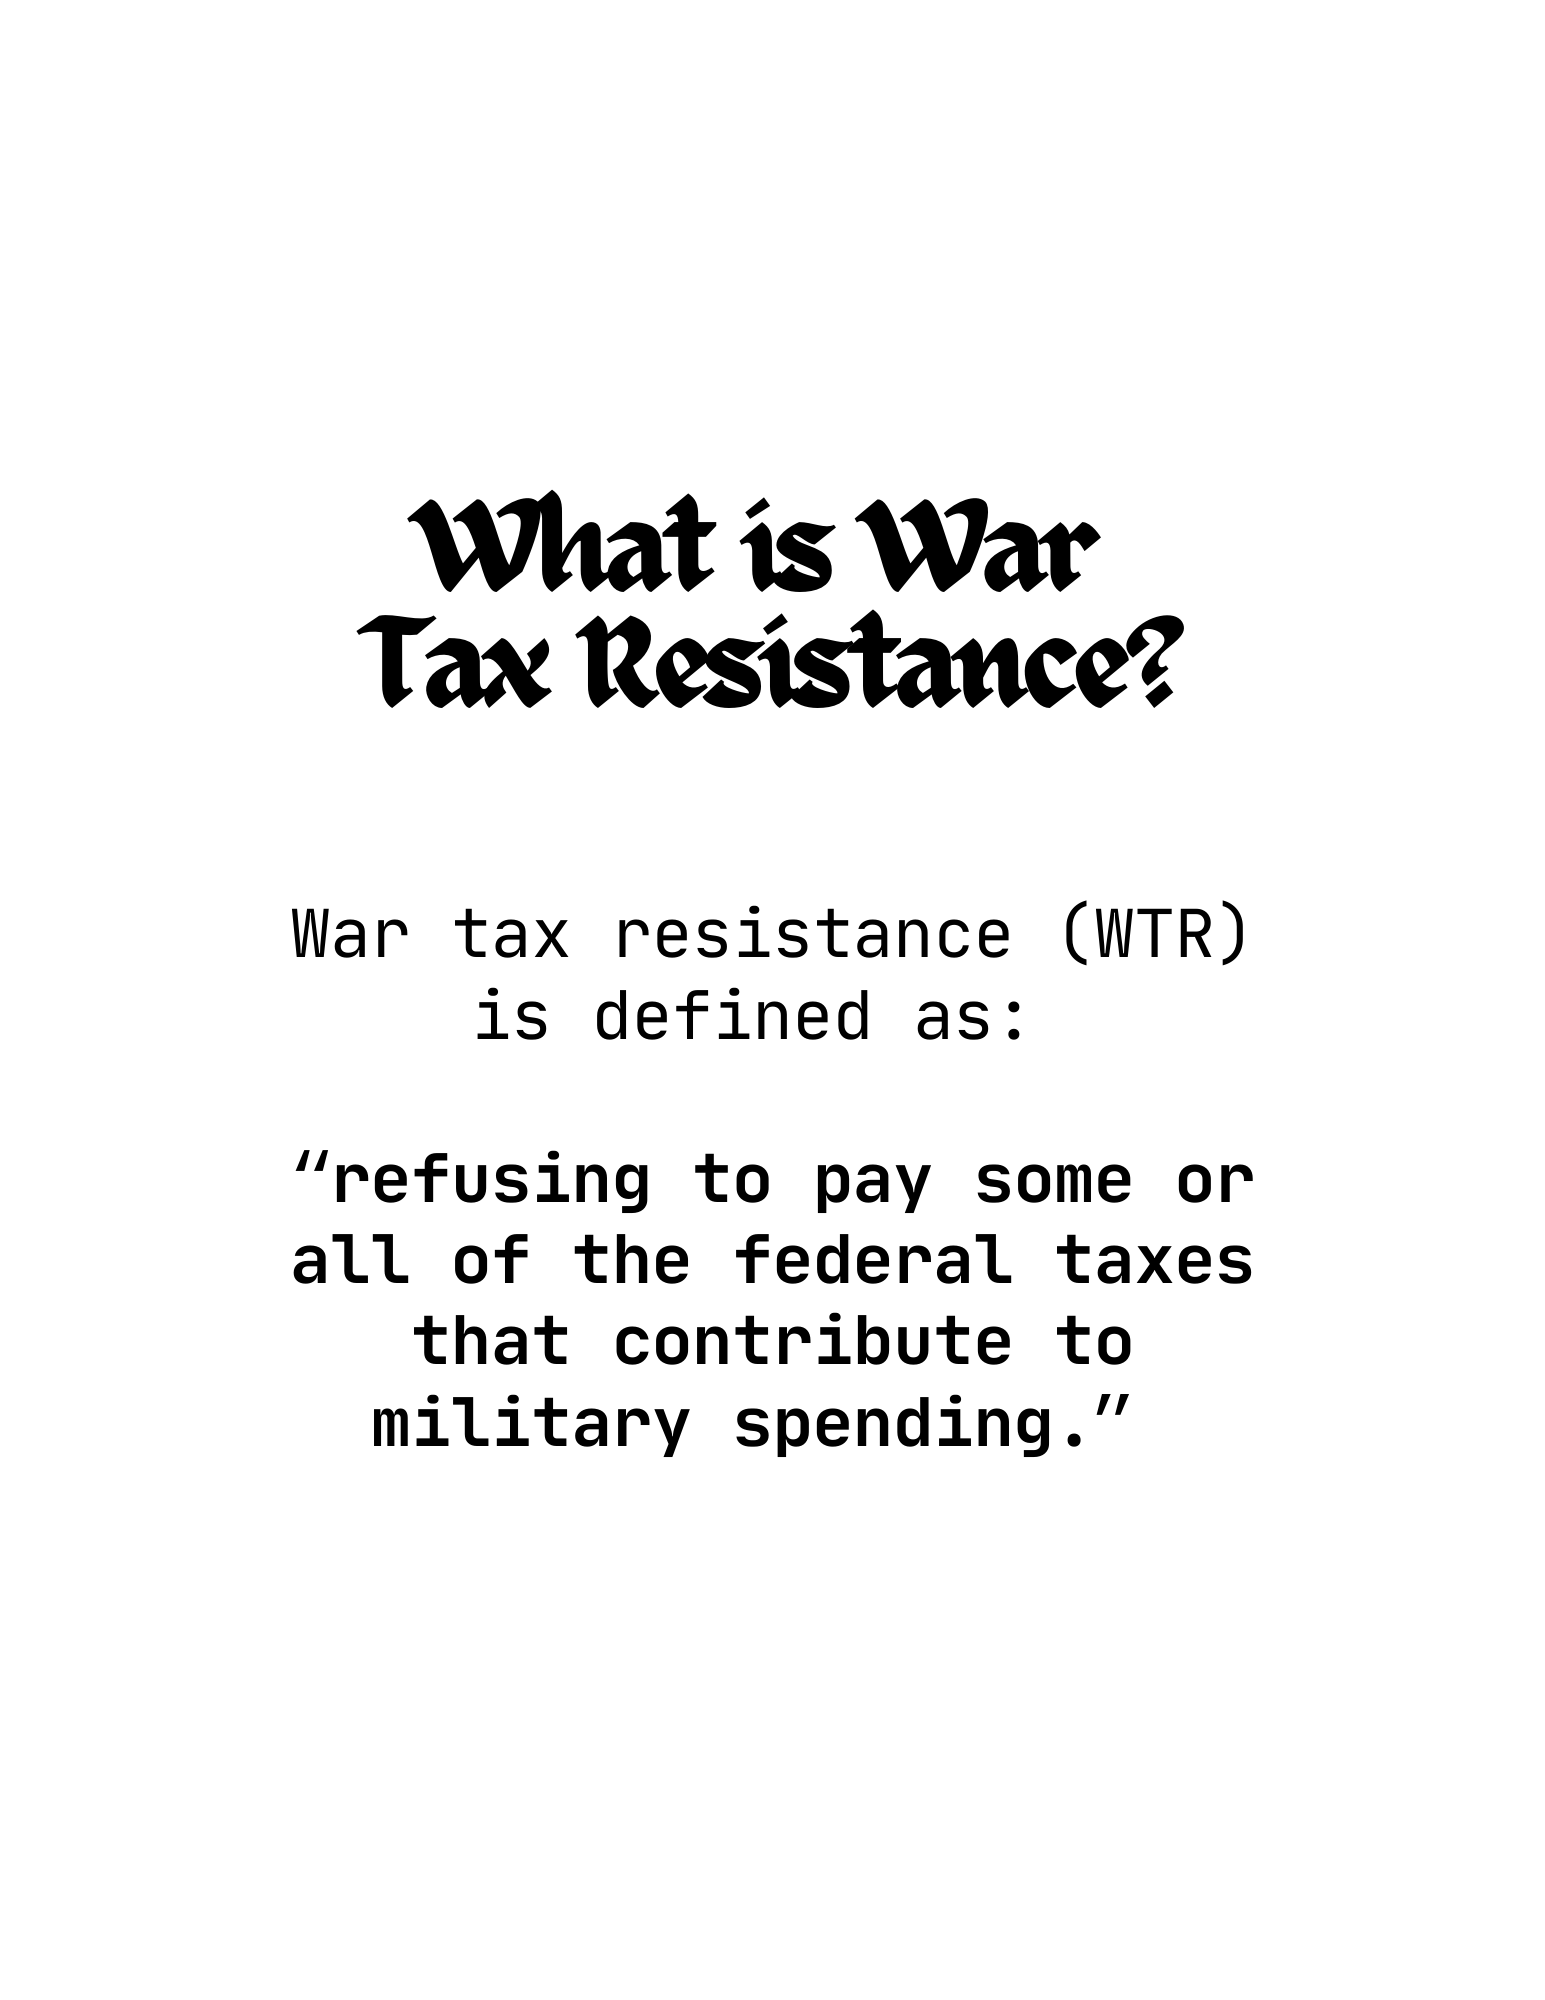 What is War
Tax Resistance?
War tax resistance (WTR)
is defined as:
“refusing to pay some or
all of the federal taxes
that contribute to
military spending.”